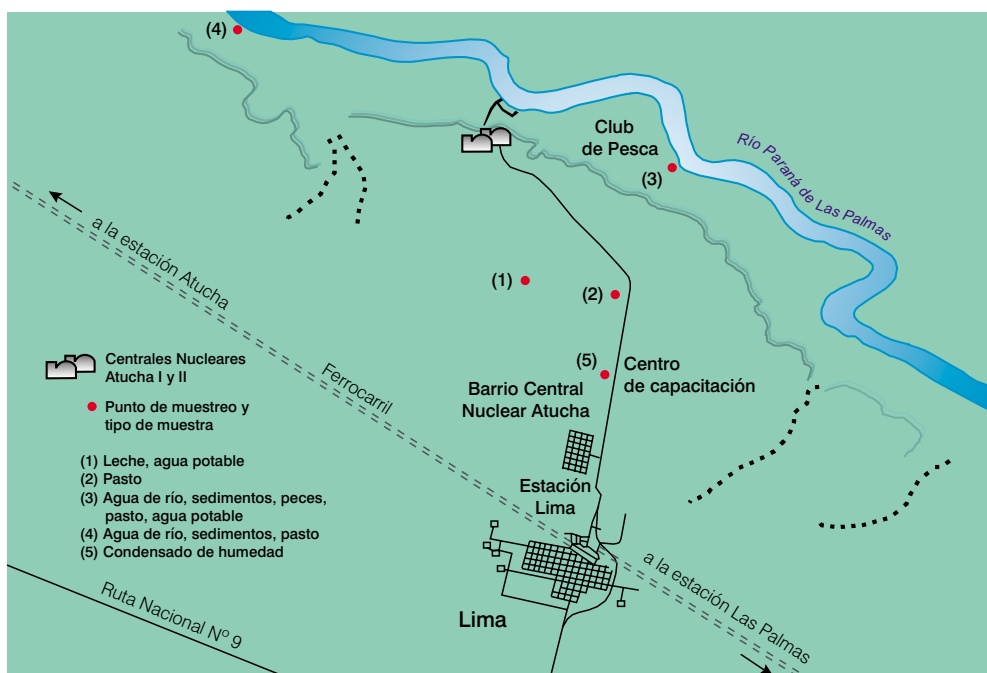 (4)
Club
de Pesca
(3)
Río Paraná de Las Palmas
a la estación Atucha
(1)
(2)
Ferrocarril
(5)
Centro
de capacitación
Barrio Central
Nuclear Atucha
Estación
Lima
Lima
a la estación Las Palmas
Ruta Nacional Nº 9
Centrales Nucleares
Atucha I y II
Punto de muestreo y
tipo de muestra
(1) Leche, agua potable
(2) Pasto
(3) Agua de río, sedimentos, peces,
pasto, agua potable
(4) Agua de río, sedimentos, pasto
(5) Condensado de humedad